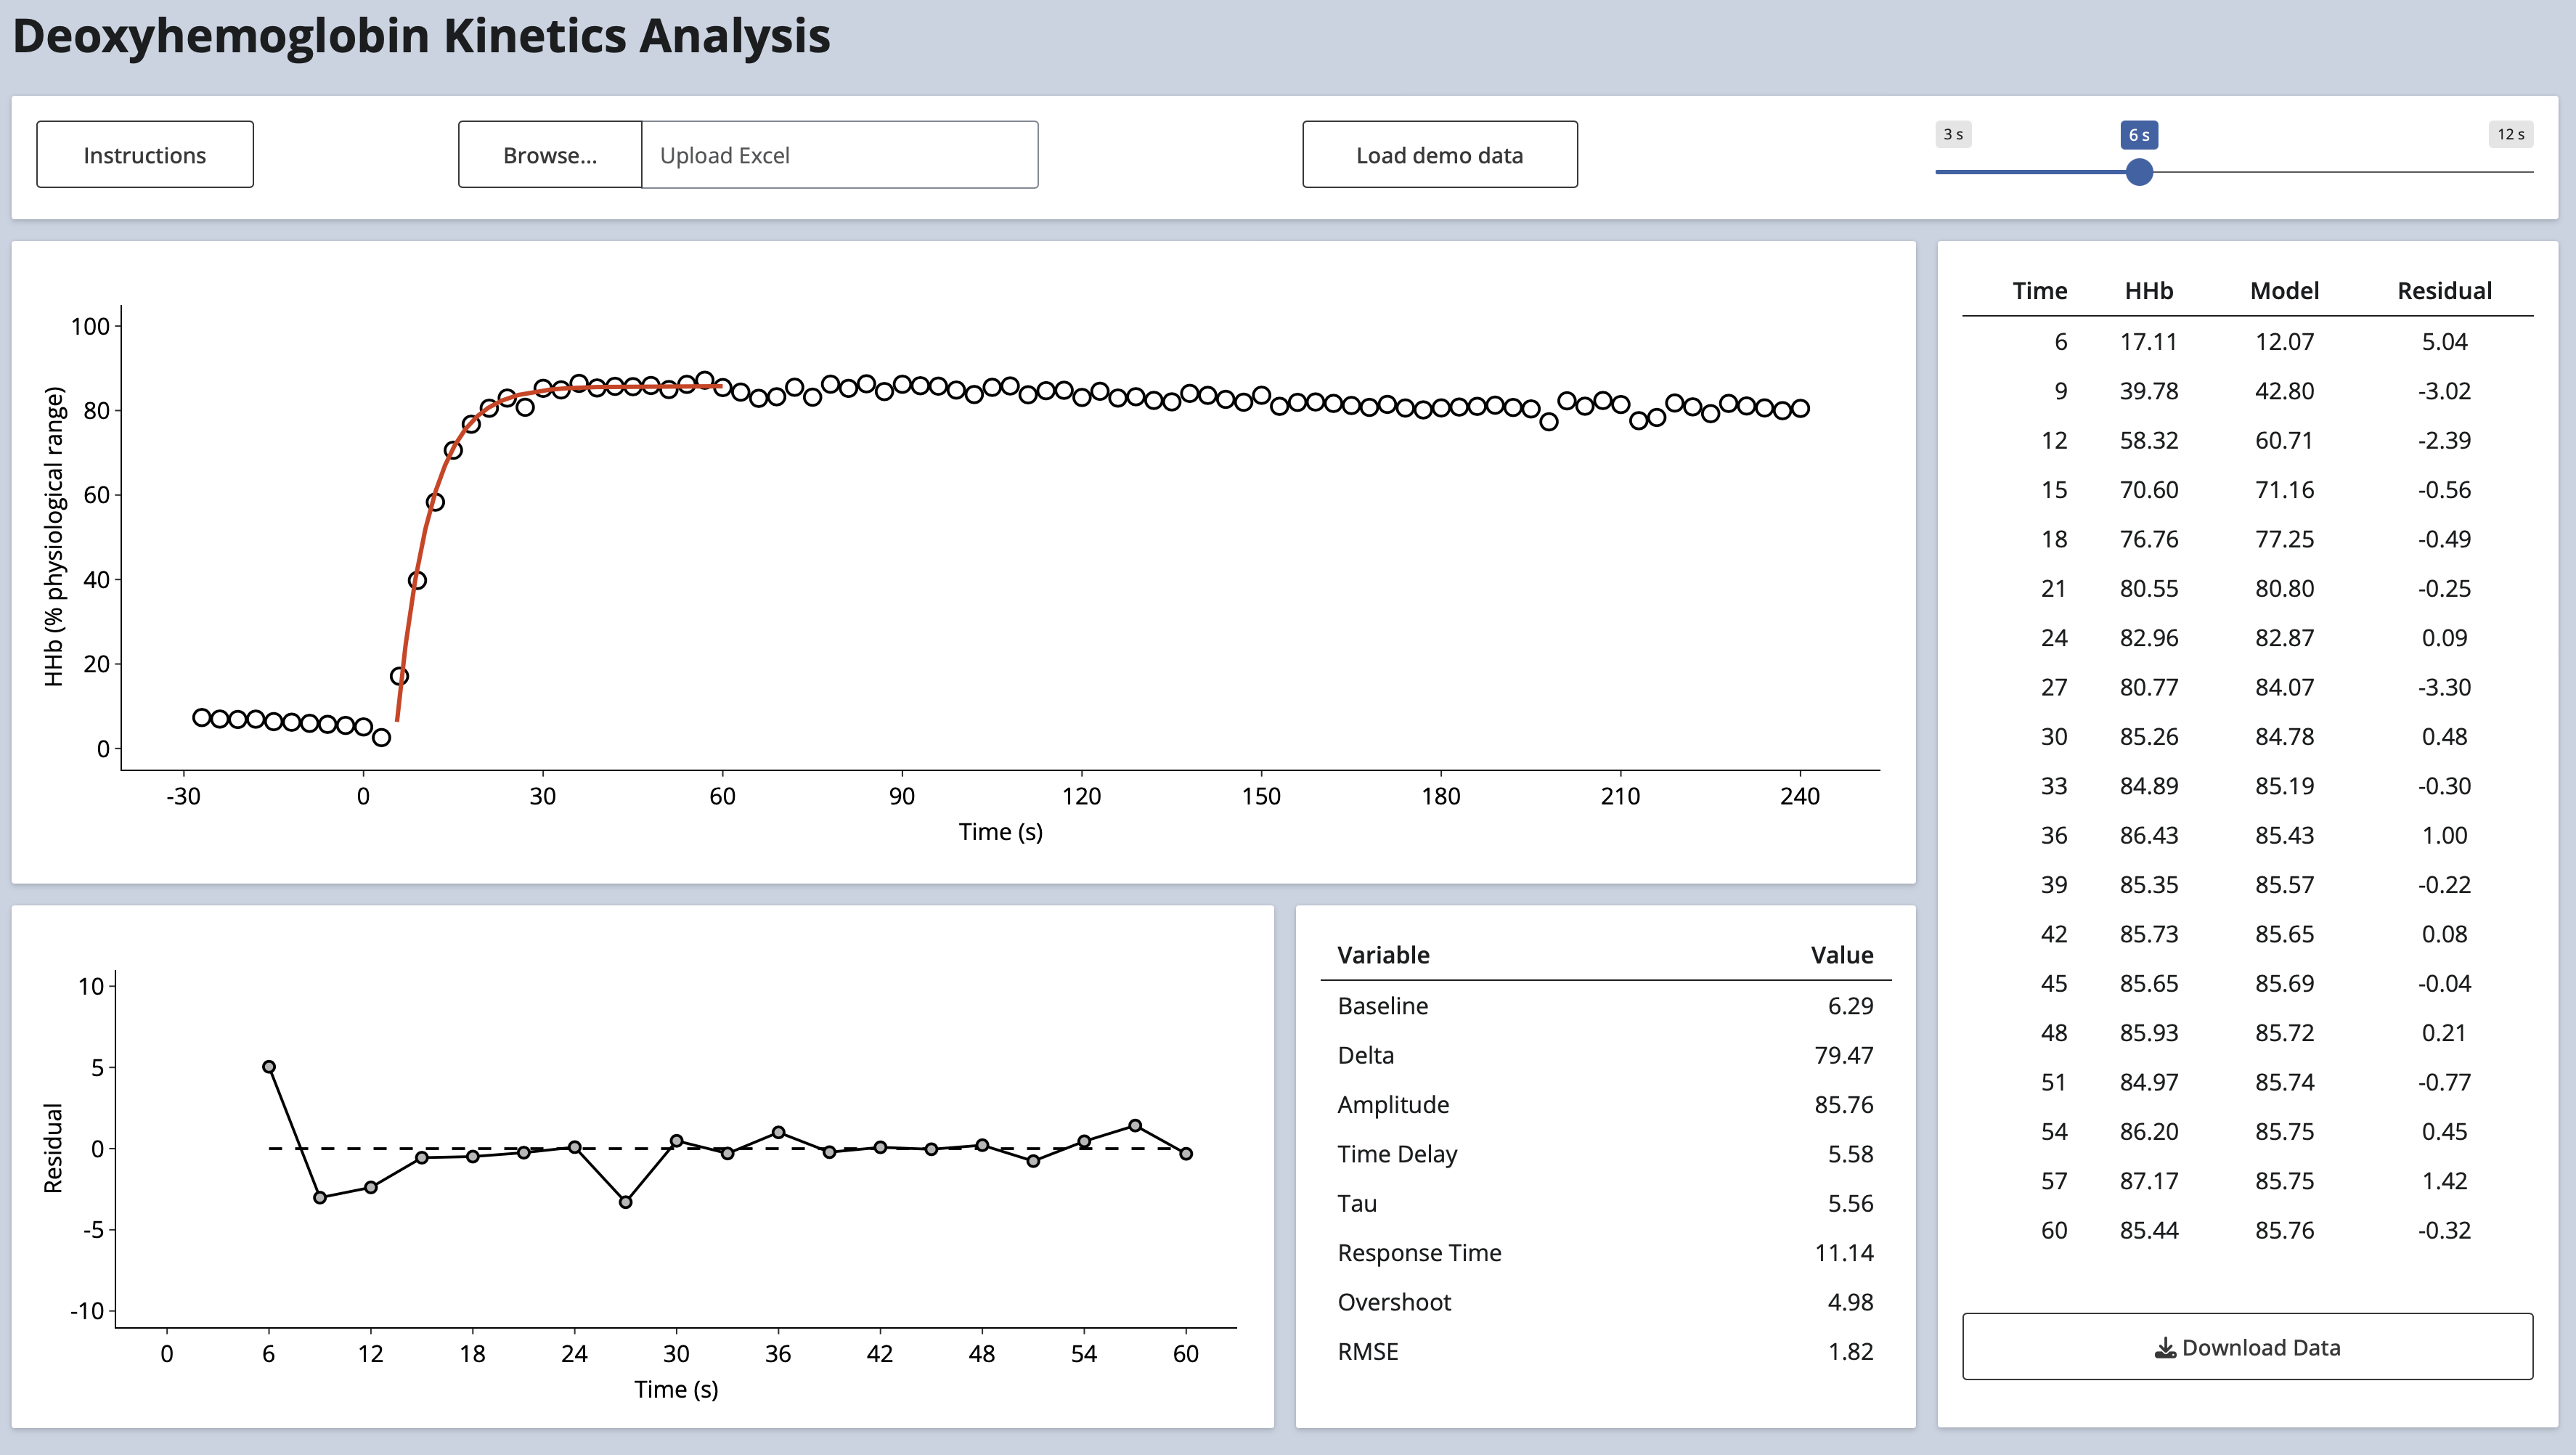 Deoxyhemoglobin Kinetics Analysis
Instructions
Browse...
Upload Excel
Load demo data
3 s
6 s
12 s
HHb (% physiological range)
100
80
60
40
20
0
-30 0 30 60 90 120 150 180 210 240
Time (s)
Residual
10
5
0
-5
-10
0 6 12 18 24 30 36 42 48 54 60
Time (s)
Variable Value
Baseline 6.29
Delta 79.47
Amplitude 85.76
Time Delay 5.58
Tau 5.56
Response Time 11.14
Overshoot 4.98
RMSE 1.82
Time HHb Model Residual
6 17.11 12.07 5.04
9 39.78 42.80 -3.02
12 58.32 60.71 -2.39
15 70.60 71.16 -0.56
18 76.76 77.25 -0.49
21 80.55 80.80 -0.25
24 82.96 82.87 0.09
27 80.77 84.07 -3.30
30 85.26 84.78 0.48
33 84.89 85.19 -0.30
36 86.43 85.43 1.00
39 85.35 85.57 -0.22
42 85.73 85.65 0.08
45 85.65 85.69 -0.04
48 85.93 85.72 0.21
51 84.97 85.74 -0.77
54 86.20 85.75 0.45
57 87.17 85.75 1.42
60 85.44 85.76 -0.32
Download Data